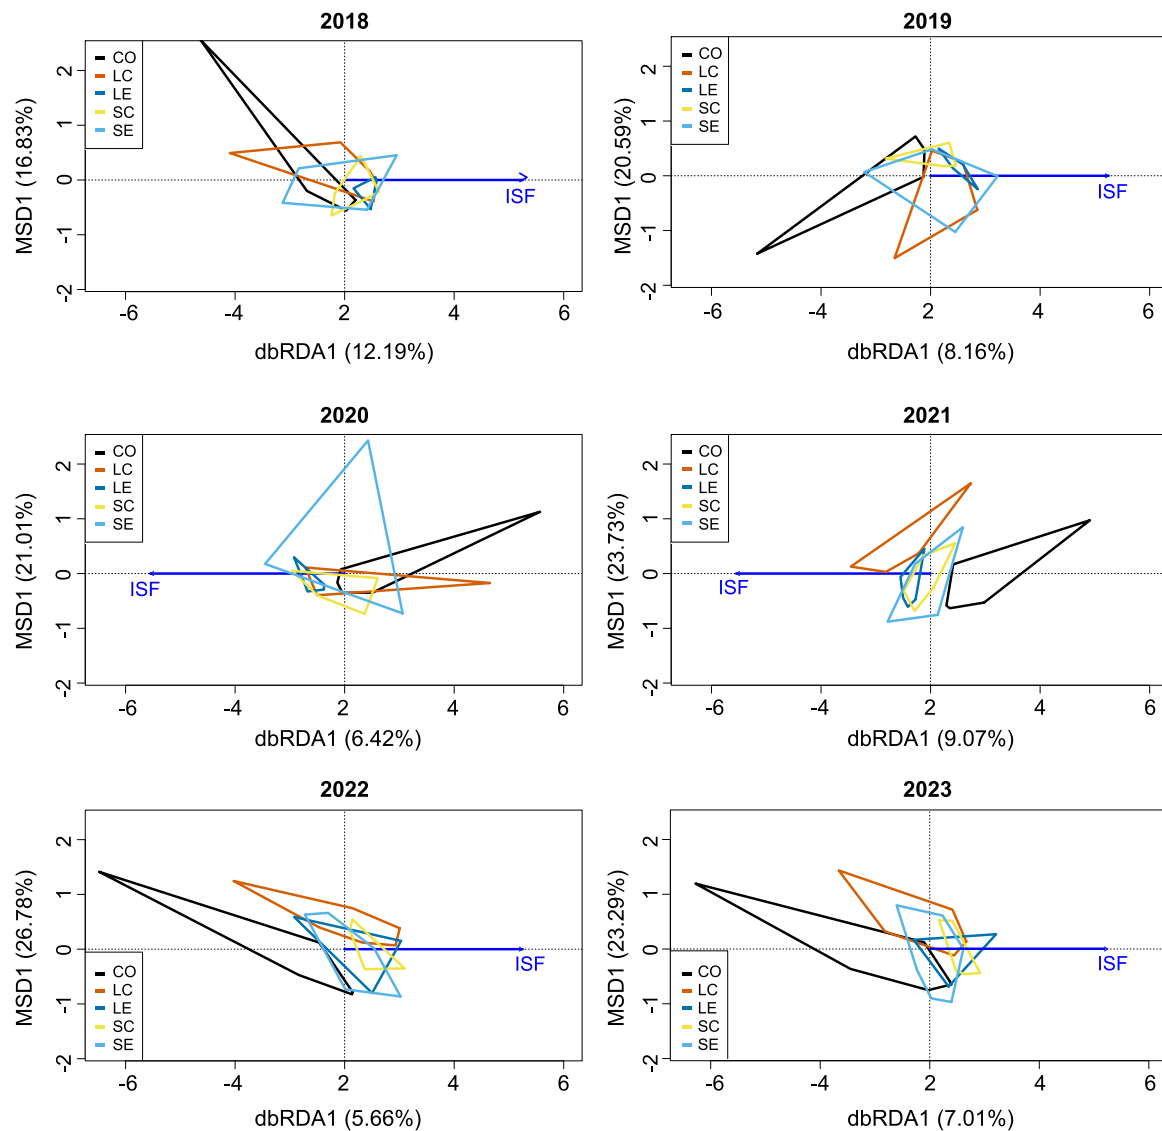 2018
CO
LC
LE
SC
SE
MSD1 (16.83%)
2
1
0
-1
-2
ISF
-6
-4
2
4
6
dbRDA1 (12.19%)
2019
CO
LC
LE
SC
SE
MSD1 (20.59%)
2
1
0
-1
-2
ISF
-6
-4
2
4
6
dbRDA1 (8.16%)
2020
CO
LC
LE
SC
SE
MSD1 (21.01%)
2
1
0
-1
-2
ISF
-6
-4
2
4
6
dbRDA1 (6.42%)
2021
CO
LC
LE
SC
SE
MSD1 (23.73%)
2
1
0
-1
-2
ISF
-6
-4
2
4
6
dbRDA1 (9.07%)
2022
MSD1 (26.78%)
2
1
0
-1
-2
ISF
CO
LC
LE
SC
SE
-6
-4
2
4
6
dbRDA1 (5.66%)
2023
MSD1 (23.29%)
2
1
0
-1
-2
ISF
CO
LC
LE
SC
SE
-6
-4
2
4
6
dbRDA1 (7.01%)